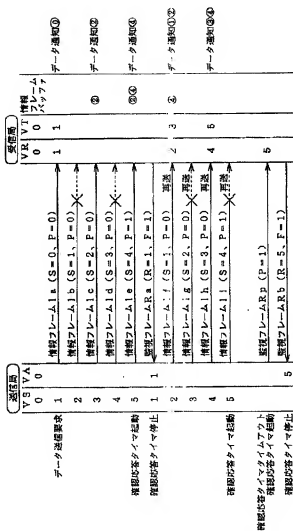 送信局
受信局
VS VA
VR VT
情報
フレーム
バッファ
0 0
0 0
データ送信要求
1
情報フレームIa (S=0, P=0)
1 1
データ通知⓪
2
情報フレームIb (S=1, P=0)
3
情報フレームIc (S=2, P=0)
②
データ通知②
4
情報フレームId (S=3, P=0)
確認応答タイマ起動
5
情報フレームIe (S=4, P=1)
②④
データ通知④
確認応答タイマ停止
1 1
監視フレームRa (R=1, F=1)
2
情報フレームIf (S=1, P=0) 再送
2 3
④
データ通知①②
3
情報フレームIg (S=2, P=0) 再送
4
情報フレームIh (S=3, P=0) 再送
4 5
データ通知③④
確認応答タイマ起動
5
情報フレームIi (S=4, P=1) 再送
確認応答タイマタイムアウト
確認応答タイマ起動
監視フレームRp (P=1)
5
確認応答タイマ停止
5
監視フレームRb (R=5, F=1)